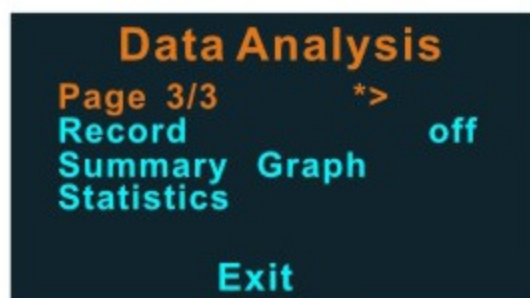 Data Analysis
Page 3/3 *>
Record off
Summary Graph
Statistics
Exit